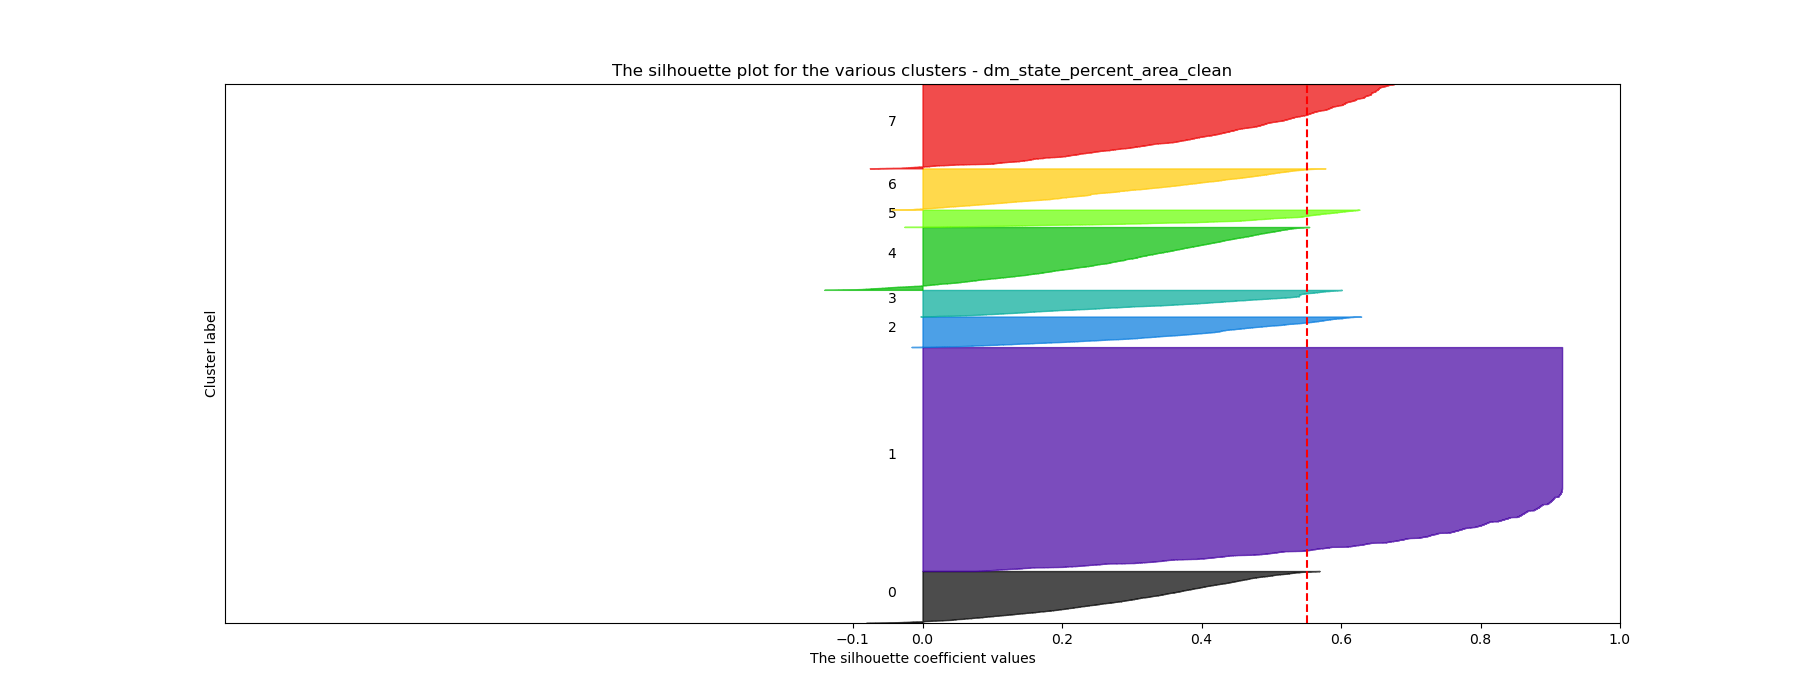 The silhouette plot for the various clusters - dm_state_percent_area_clean
7
6
5
4
3
2
1
0
Cluster label
−0.1 0.0 0.2 0.4 0.6 0.8 1.0
The silhouette coefficient values